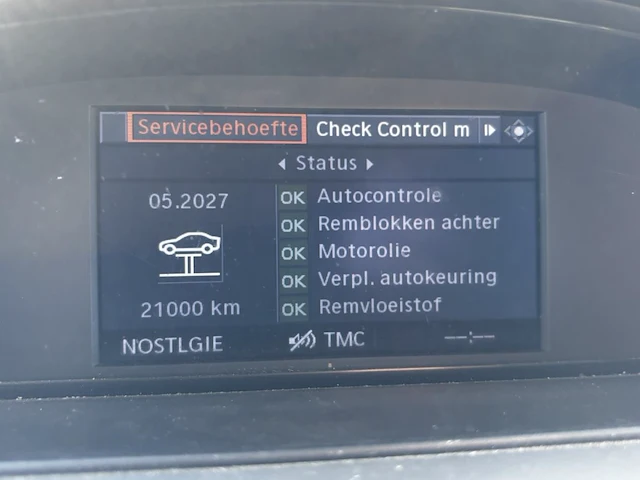 Servicebehoefte Check Control m
Status
05.2027
OK Autocontrole
OK Remblokken achter
OK Motorolie
OK Verpl. autokeuring
21000 km
OK Remvloeistof
NOSTLGIE TMC --:--